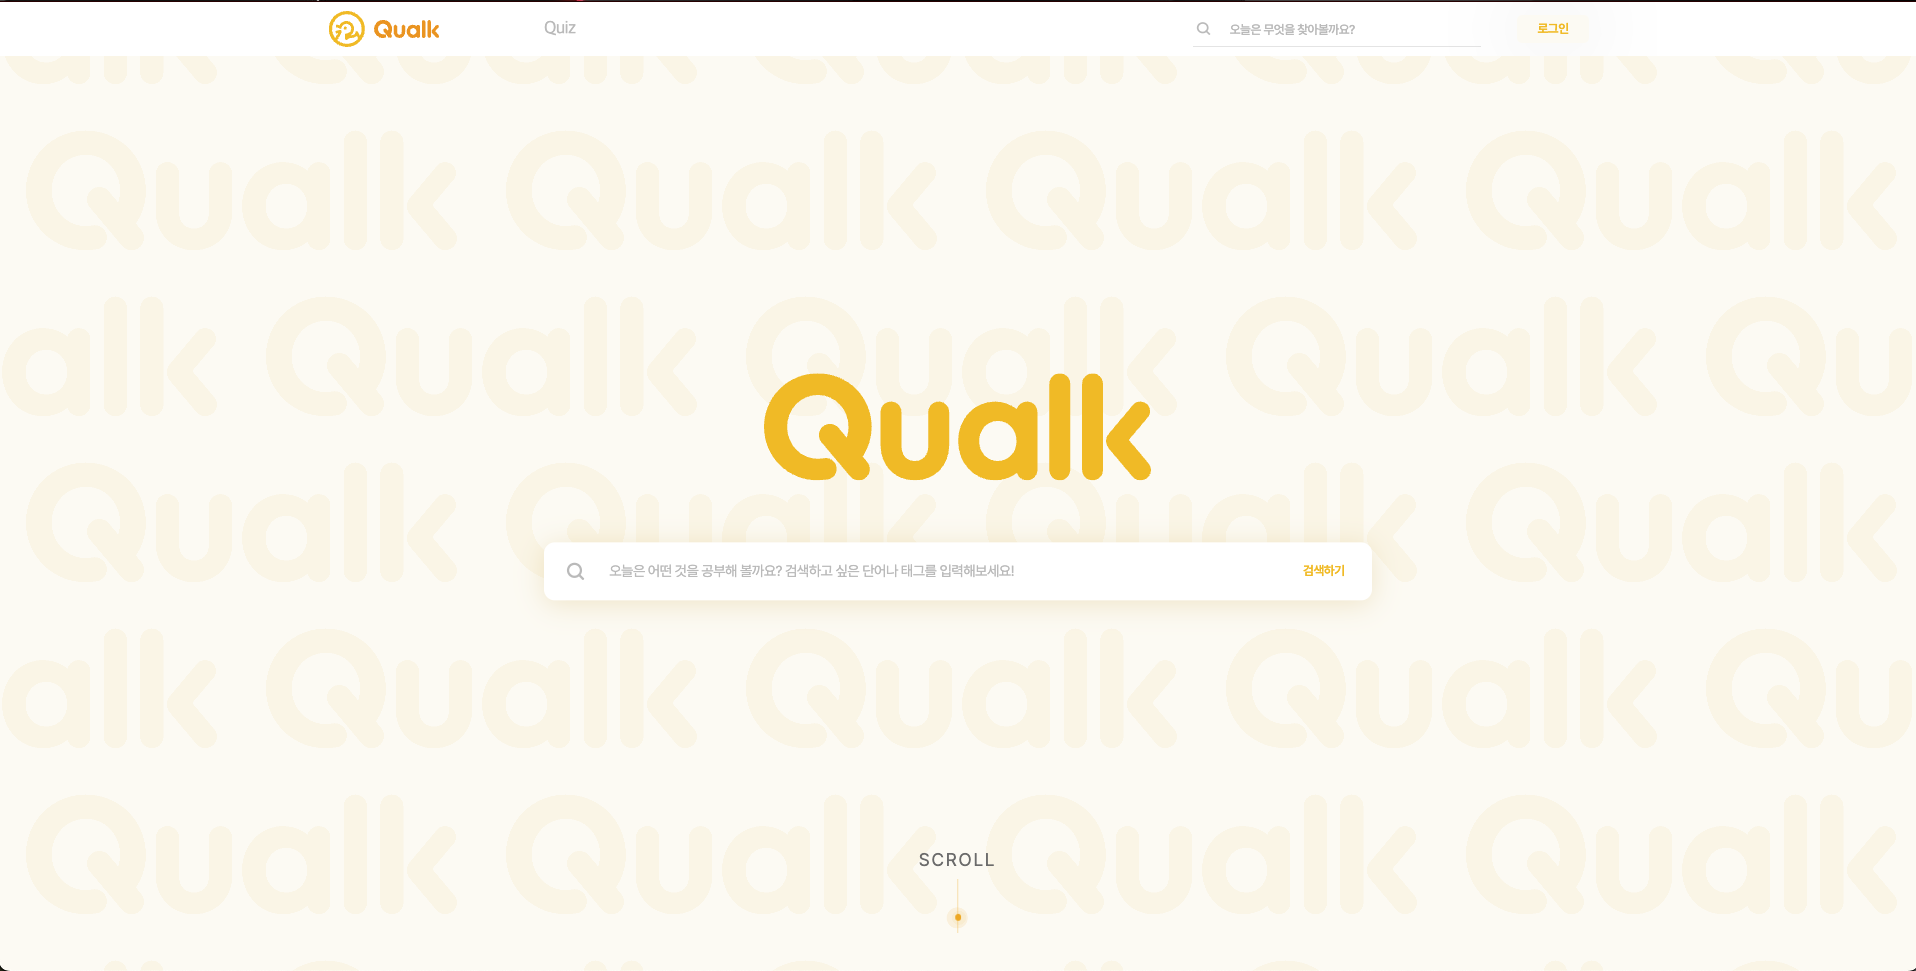 Qualk
Quiz
오늘은 무엇을 찾아볼까요?
로그인
Qualk
오늘은 어떤 것을 공부해 볼까요? 검색하고 싶은 단어나 태그를 입력해보세요!
검색하기
SCROLL